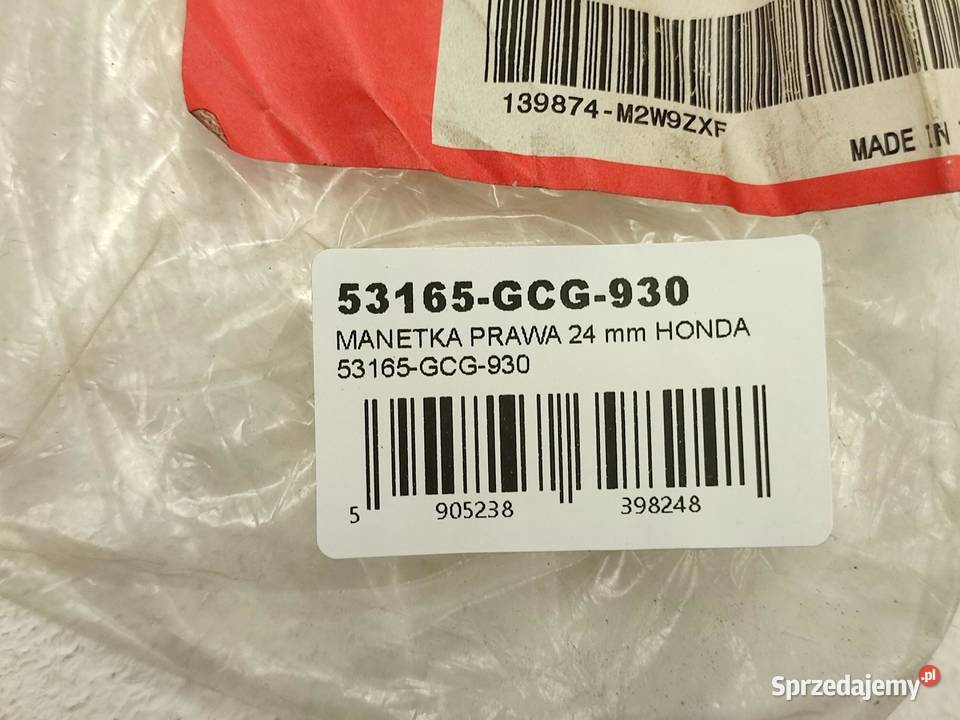 139874-M2W9ZXF
MADE IN
53165-GCG-930
MANETKA PRAWA 24 mm HONDA
53165-GCG-930
5 905238 398248
Sprzedajemy.pl